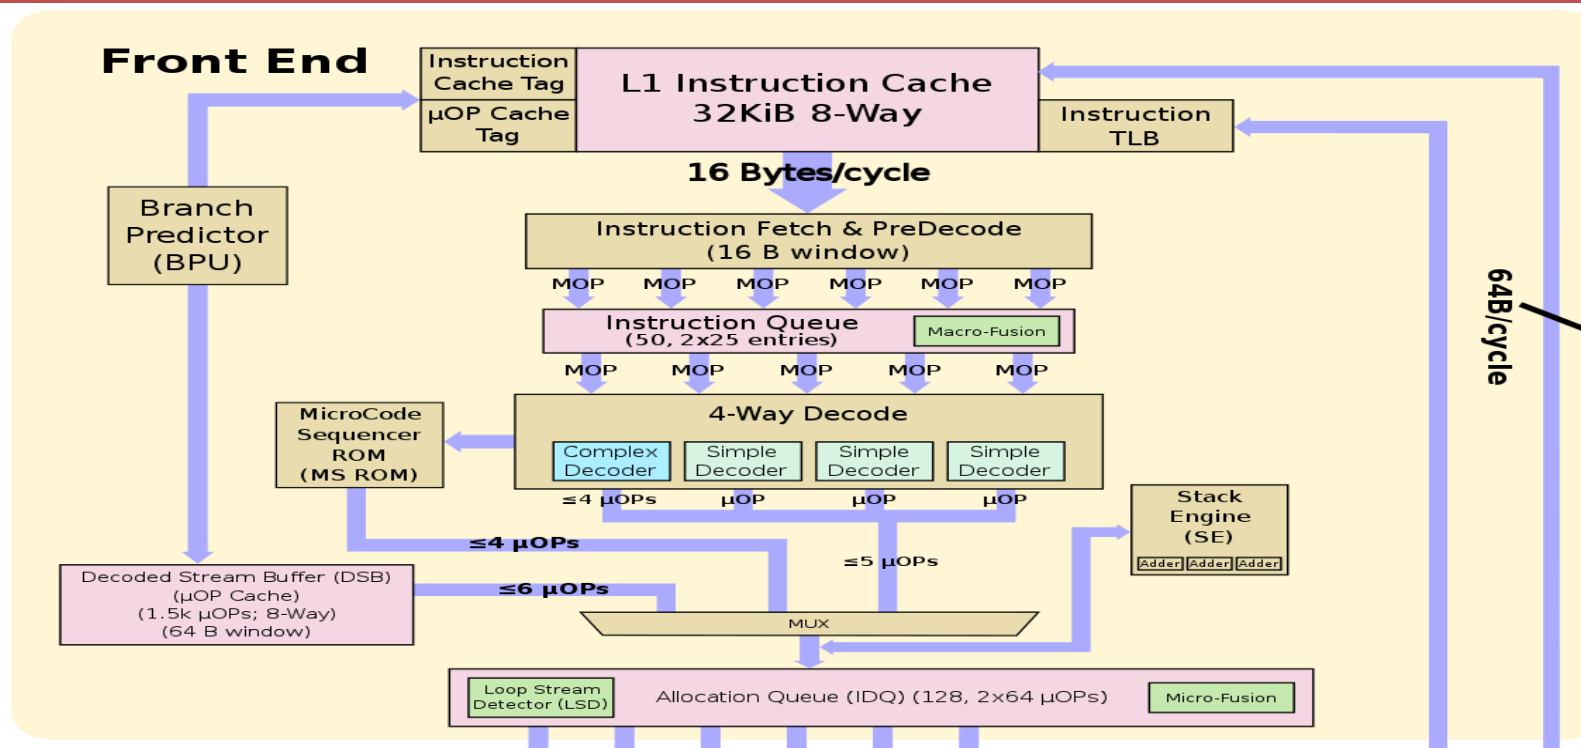 Front End
Instruction
Cache Tag
µOP Cache
Tag
L1 Instruction Cache
32KiB 8-Way
Instruction
TLB
16 Bytes/cycle
Branch
Predictor
(BPU)
Instruction Fetch & PreDecode
(16 B window)
MOP MOP MOP MOP MOP MOP
Instruction Queue
(50, 2x25 entries)
Macro-Fusion
64B/cycle
MOP MOP MOP MOP MOP
MicroCode
Sequencer
ROM
(MS ROM)
4-Way Decode
Complex
Decoder
Simple
Decoder
Simple
Decoder
Simple
Decoder
≤4 µOPs µOP µOP µOP
Stack
Engine
(SE)
Adder Adder Adder
≤4 µOPs
≤5 µOPs
Decoded Stream Buffer (DSB)
(µOP Cache)
(1.5k µOPs; 8-Way)
(64 B window)
≤6 µOPs
MUX
Loop Stream
Detector (LSD)
Allocation Queue (IDQ) (128, 2x64 µOPs)
Micro-Fusion